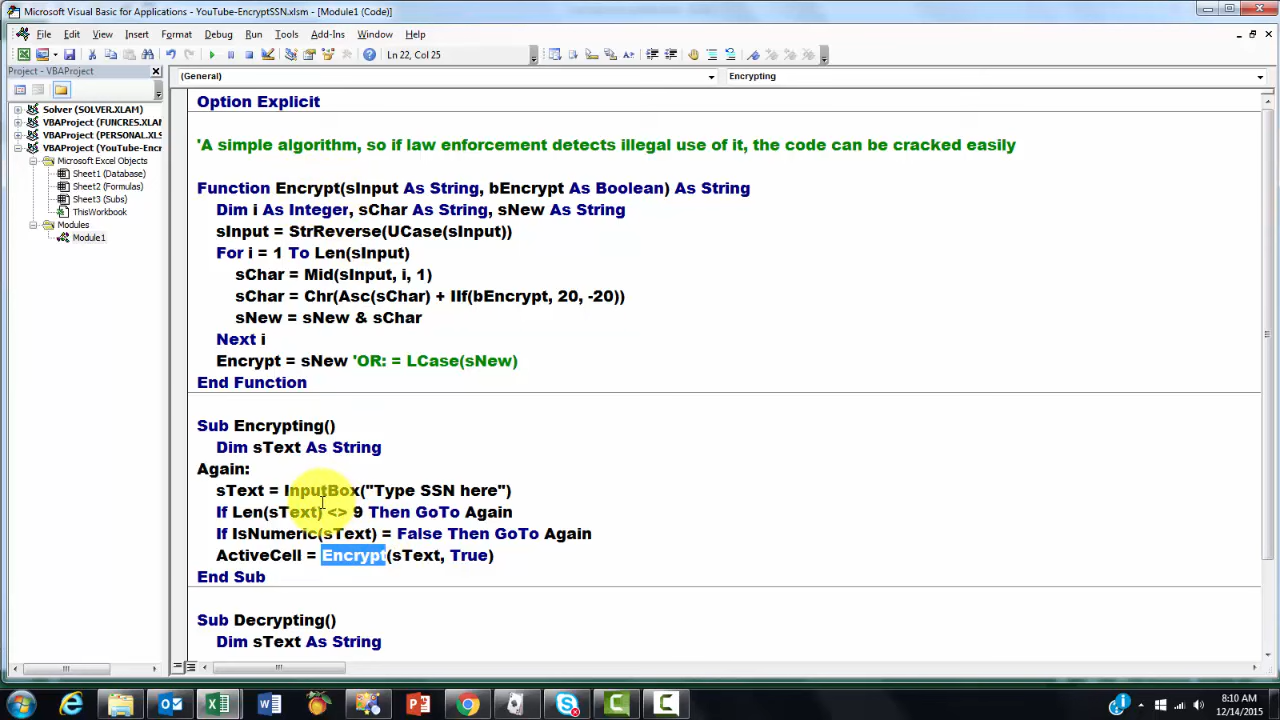 Microsoft Visual Basic for Applications - YouTube-EncryptSSN.xlsm - [Module1 (Code)]
File Edit View Insert Format Debug Run Tools Add-Ins Window Help
Ln 22, Col 25
Project - VBAProject
(General)
Encrypting
Solver (SOLVER.XLAM)
VBAProject (FUNCRES.XLAM)
VBAProject (PERSONAL.XLS
VBAProject (YouTube-Encr
Microsoft Excel Objects
Sheet1 (Database)
Sheet2 (Formulas)
Sheet3 (Subs)
ThisWorkbook
Modules
Module1
Option Explicit
'A simple algorithm, so if law enforcement detects illegal use of it, the code can be cracked easily
Function Encrypt(sInput As String, bEncrypt As Boolean) As String
Dim i As Integer, sChar As String, sNew As String
sInput = StrReverse(UCase(sInput))
For i = 1 To Len(sInput)
sChar = Mid(sInput, i, 1)
sChar = Chr(Asc(sChar) + IIf(bEncrypt, 20, -20))
sNew = sNew & sChar
Next i
Encrypt = sNew 'OR: = LCase(sNew)
End Function
Sub Encrypting()
Dim sText As String
Again:
sText = InputBox("Type SSN here")
If Len(sText) <> 9 Then GoTo Again
If IsNumeric(sText) = False Then GoTo Again
ActiveCell = Encrypt(sText, True)
End Sub
Sub Decrypting()
Dim sText As String
8:10 AM
12/14/2015